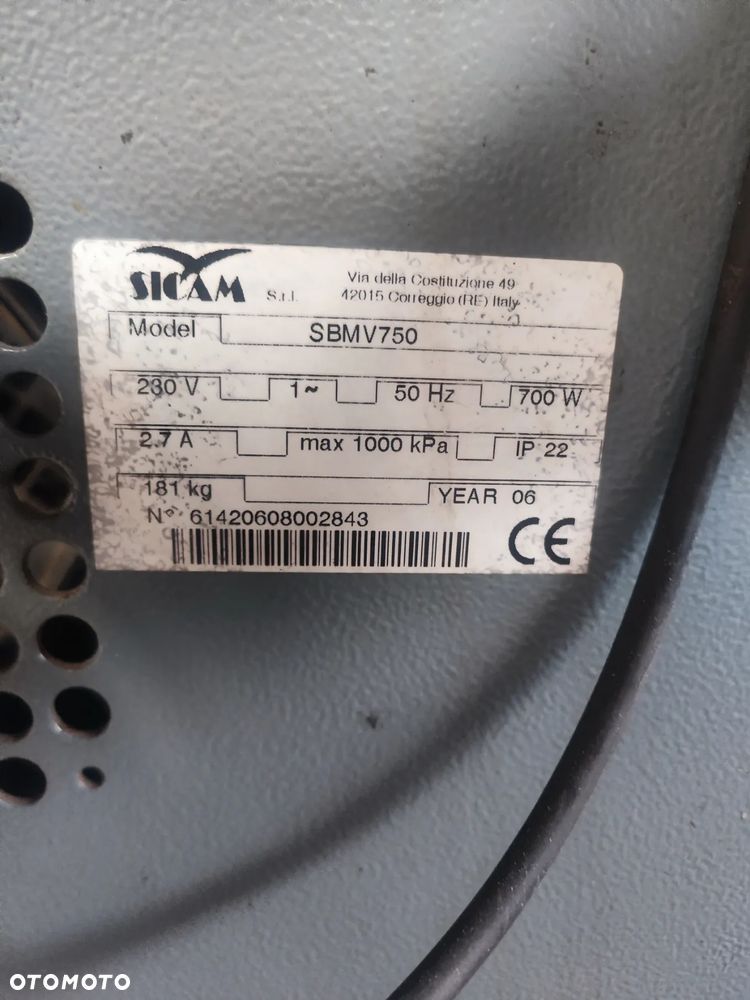 SICAM S.r.l.
Via della Costituzione 49
42015 Correggio (RE) Italy
Model SBMV750
230 V 1~ 50 Hz 700 W
2.7 A max 1000 kPa IP 22
181 kg YEAR 06
N° 61420608002843
CE
OTOMOTO